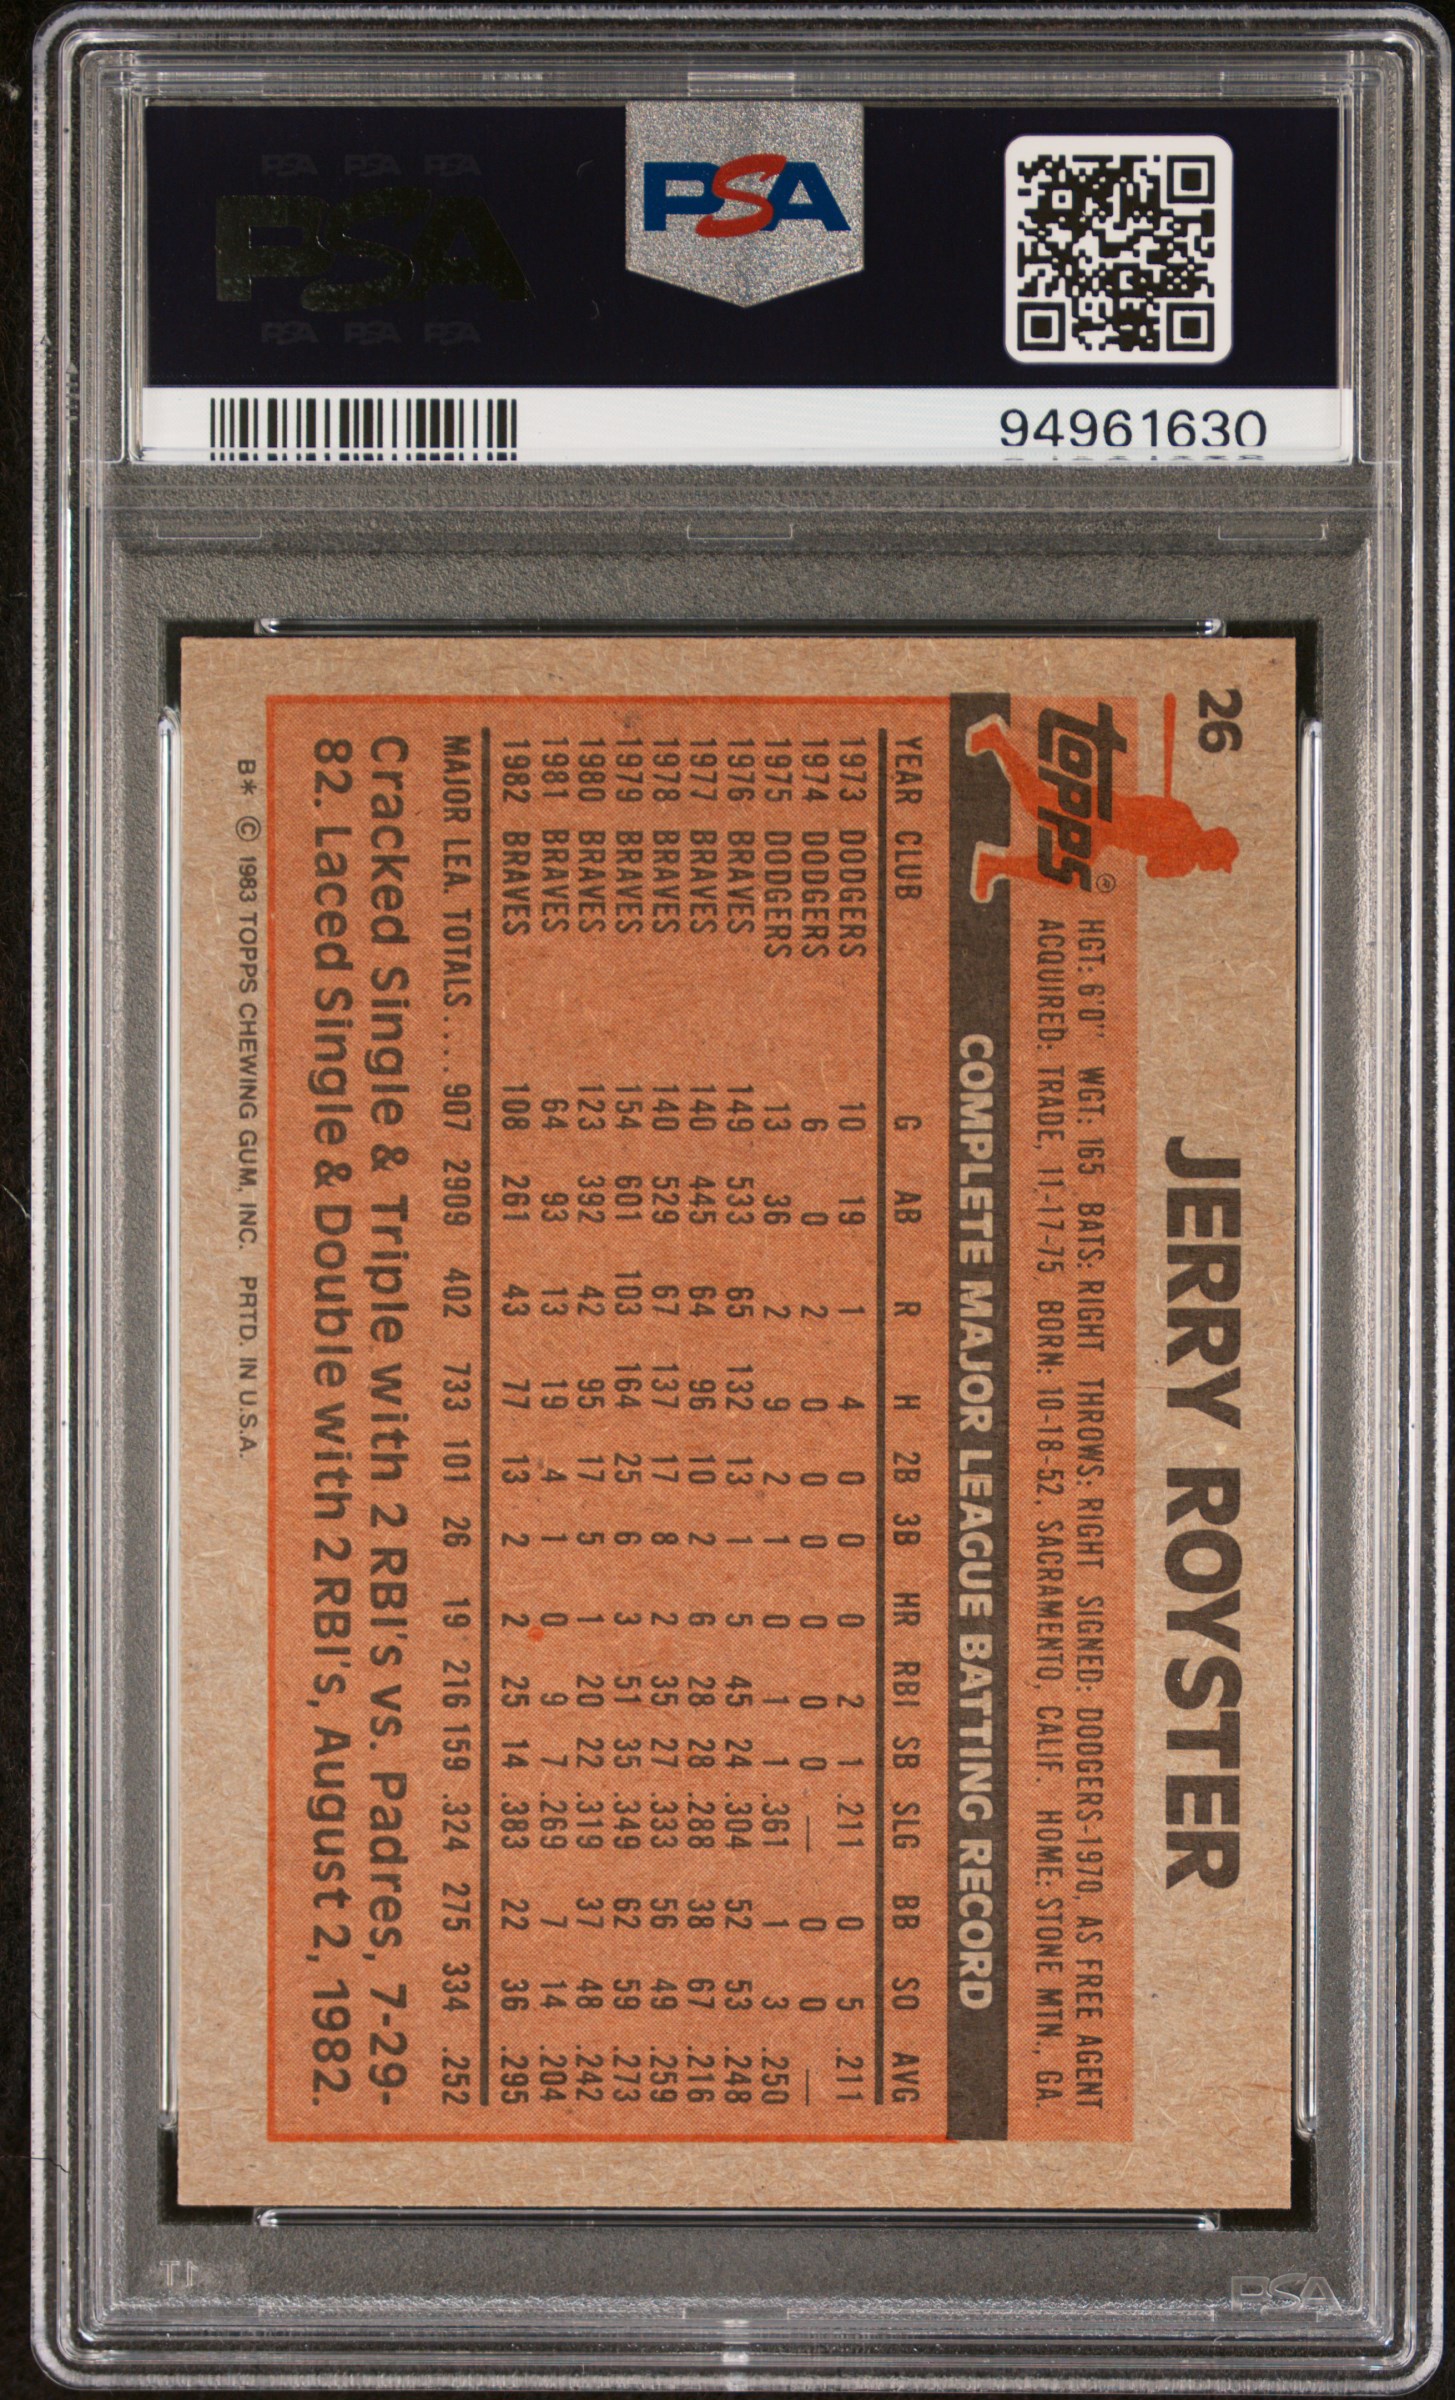 PSA PSA PSA
PSA
PSA PSA PSA
PSA
94961630
26
JERRY ROYSTER
topps®
HGT: 6'0" WGT: 165 BATS: RIGHT THROWS: RIGHT SIGNED: DODGERS-1970, AS FREE AGENT
ACQUIRED: TRADE, 11-17-75 BORN: 10-18-52, SACRAMENTO, CALIF. HOME: STONE MTN., GA.
COMPLETE MAJOR LEAGUE BATTING RECORD
YEAR CLUB G AB R H 2B 3B HR RBI SB SLG BB SO AVG
1973 DODGERS 10 19 1 4 0 0 0 2 1 .211 0 5 .211
1974 DODGERS 6 0 2 0 0 0 0 0 0 — 0 0 —
1975 DODGERS 13 36 2 9 2 1 0 1 1 .361 1 3 .250
1976 BRAVES 149 533 65 132 13 1 5 45 24 .304 52 53 .248
1977 BRAVES 140 445 64 96 10 2 6 28 28 .288 38 67 .216
1978 BRAVES 140 529 67 137 17 8 2 35 27 .333 56 49 .259
1979 BRAVES 154 601 103 164 25 6 3 51 35 .349 62 59 .273
1980 BRAVES 123 392 42 95 17 5 1 20 22 .319 37 48 .242
1981 BRAVES 64 93 13 19 4 1 0 9 7 .269 7 14 .204
1982 BRAVES 108 261 43 77 13 2 2 25 14 .383 22 36 .295
MAJOR LEA. TOTALS.... 907 2909 402 733 101 26 19 216 159 .324 275 334 .252
Cracked Single & Triple with 2 RBI's vs. Padres, 7-29-
82. Laced Single & Double with 2 RBI's, August 2, 1982.
B* © 1983 TOPPS CHEWING GUM, INC. PRTD. IN U.S.A.
PSA